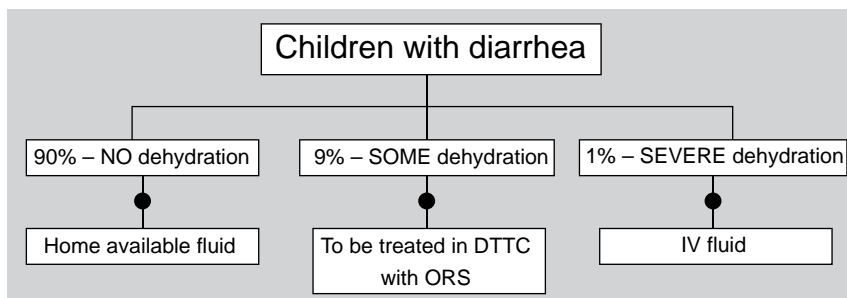 Children with diarrhea
90% – NO dehydration
9% – SOME dehydration
1% – SEVERE dehydration
Home available fluid
To be treated in DTTC
with ORS
IV fluid